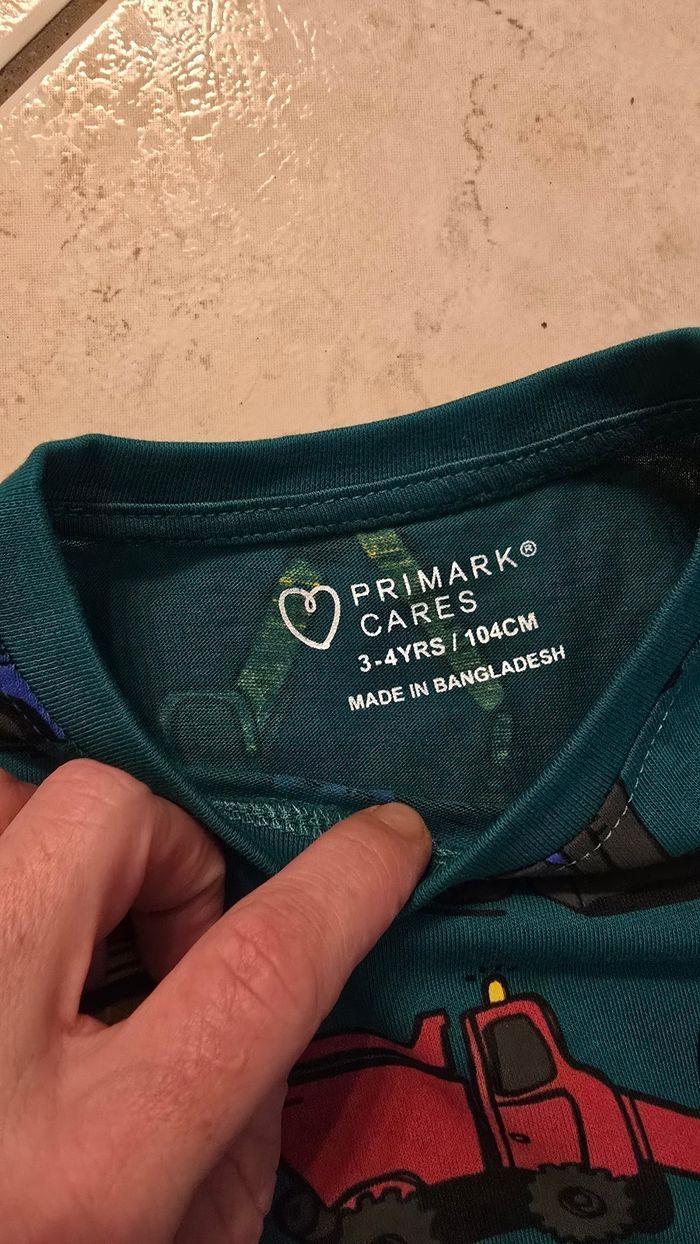 PRIMARK®
CARES
3-4YRS / 104CM
MADE IN BANGLADESH